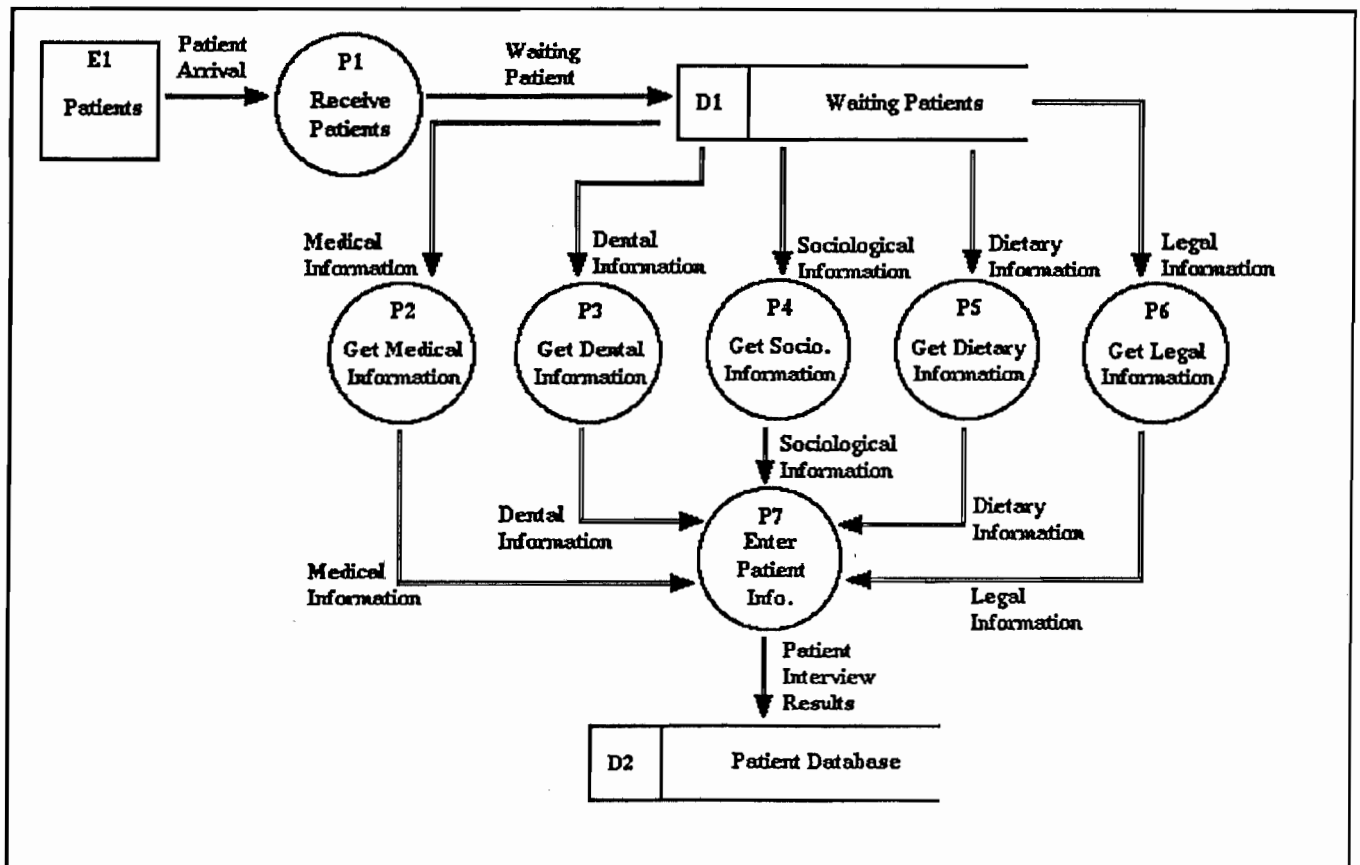 E1
Patients
Patient
Arrival
P1
Receive
Patients
Waiting
Patient
D1
Waiting Patients
Medical
Information
Dental
Information
Sociological
Information
Dietary
Information
Legal
Information
P2
Get Medical
Information
P3
Get Dental
Information
P4
Get Socio.
Information
P5
Get Dietary
Information
P6
Get Legal
Information
Sociological
Information
Dental
Information
P7
Enter
Patient
Info.
Dietary
Information
Medical
Information
Legal
Information
Patient
Interview
Results
D2
Patient Database